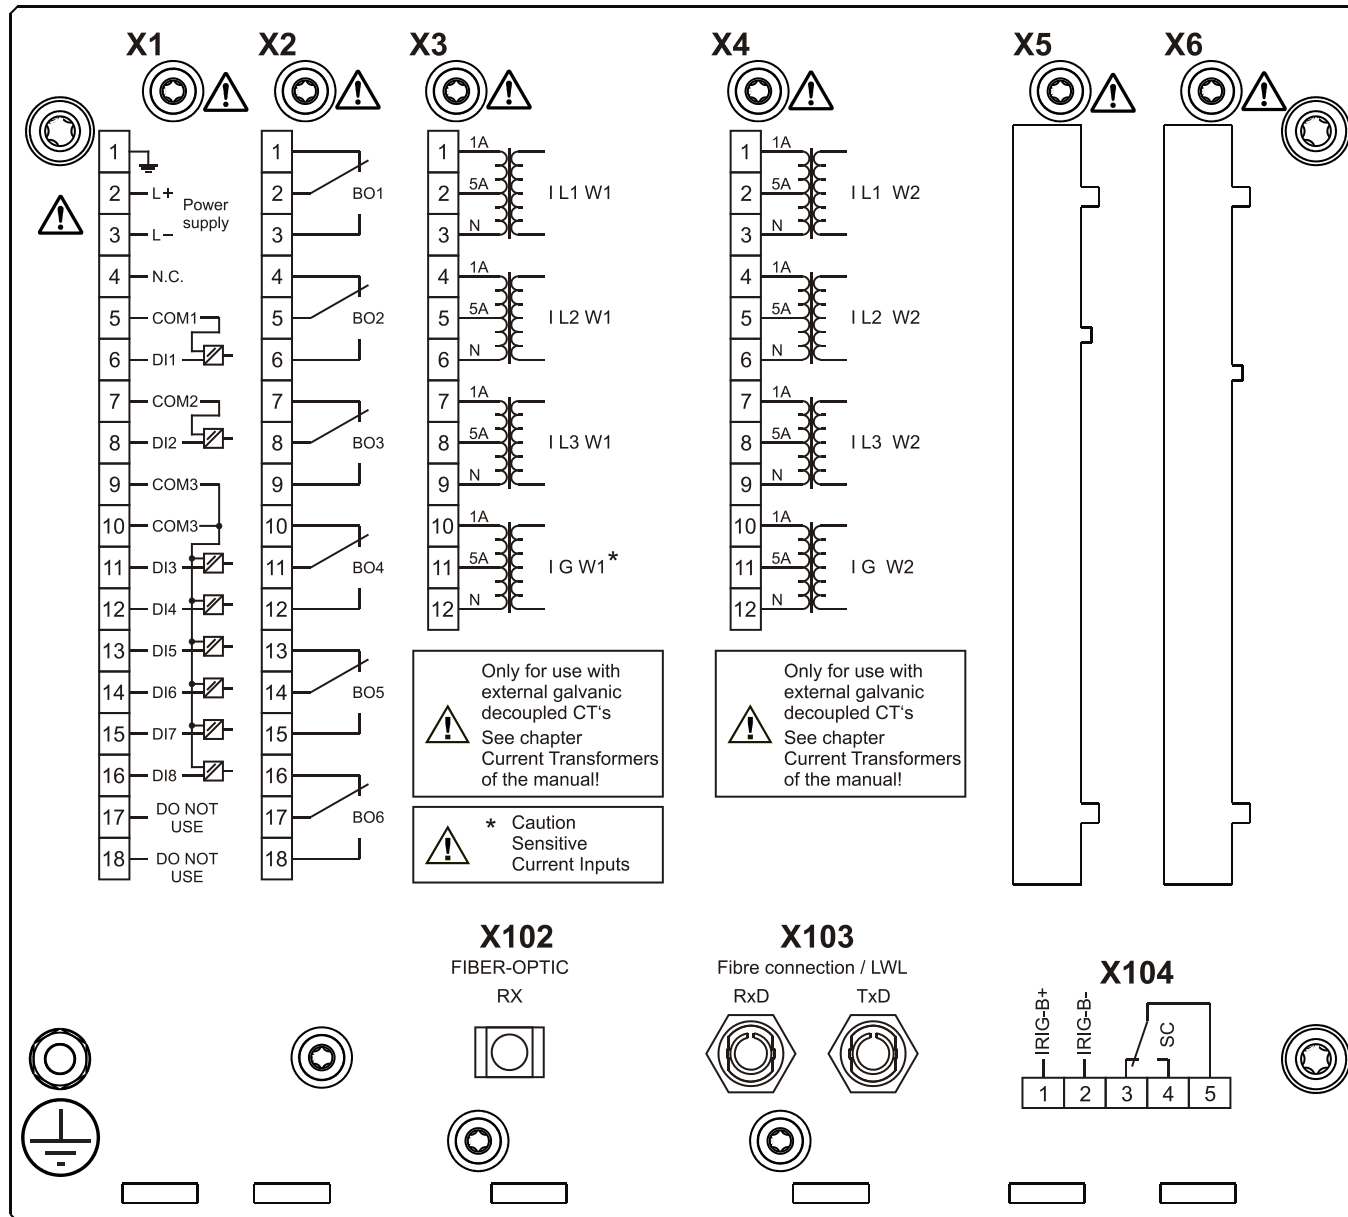 X1 X2 X3 X4 X5 X6
1
2 L+
3 L–
Power
supply
4 N.C.
5 COM1
6 DI1
7 COM2
8 DI2
9 COM3
10 COM3
11 DI3
12 DI4
13 DI5
14 DI6
15 DI7
16 DI8
17 DO NOT
USE
18 DO NOT
USE
1
2 BO1
3
4
5 BO2
6
7
8 BO3
9
10
11 BO4
12
13
14 BO5
15
16
17 BO6
18
1 1A
2 5A I L1 W1
3 N
4 1A
5 5A I L2 W1
6 N
7 1A
8 5A I L3 W1
9 N
10 1A
11 5A I G W1*
12 N
Only for use with
external galvanic
decoupled CT's
See chapter
Current Transformers
of the manual!
* Caution
Sensitive
Current Inputs
1 1A
2 5A I L1 W2
3 N
4 1A
5 5A I L2 W2
6 N
7 1A
8 5A I L3 W2
9 N
10 1A
11 5A I G W2
12 N
Only for use with
external galvanic
decoupled CT's
See chapter
Current Transformers
of the manual!
X102
FIBER-OPTIC
RX
X103
Fibre connection / LWL
RxD TxD
X104
IRIG-B+
IRIG-B-
SC
1 2 3 4 5